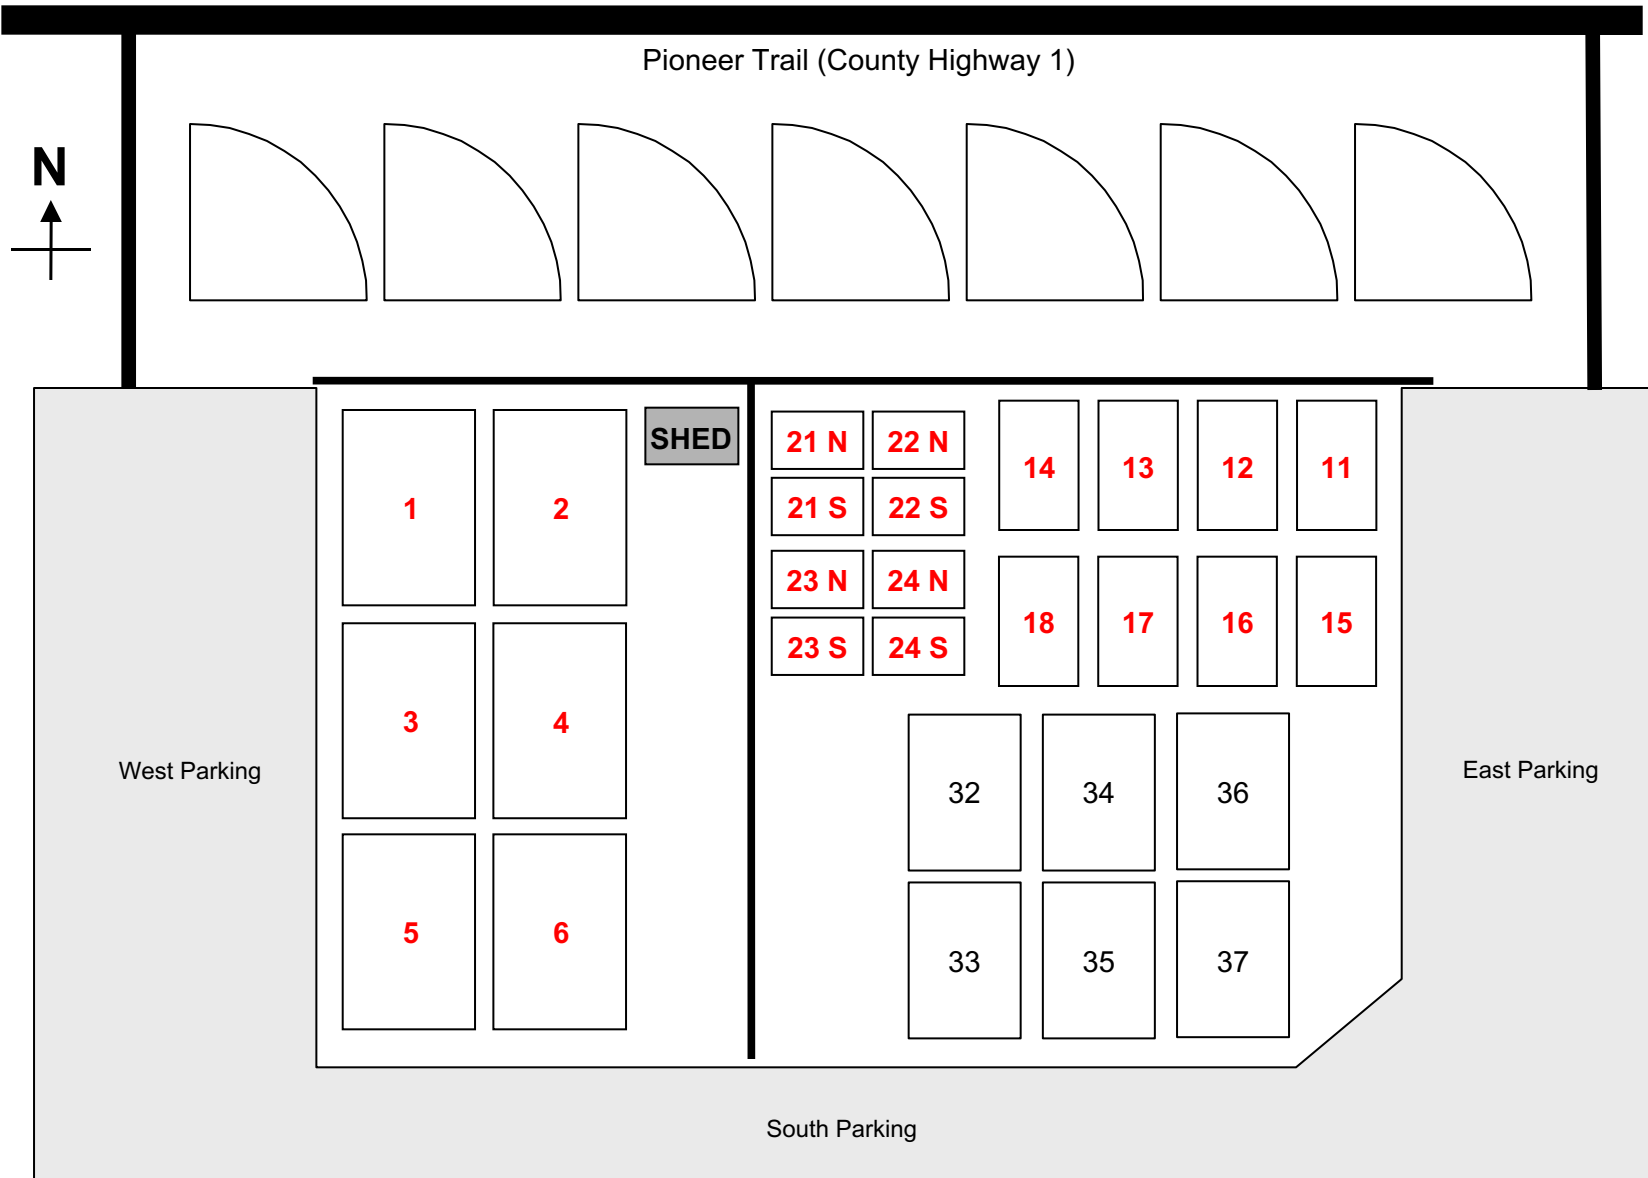 Pioneer Trail (County Highway 1)
N
SHED
1
2
3
4
5
6
21 N
22 N
21 S
22 S
23 N
24 N
23 S
24 S
14
13
12
11
18
17
16
15
32
34
36
33
35
37
West Parking
East Parking
South Parking